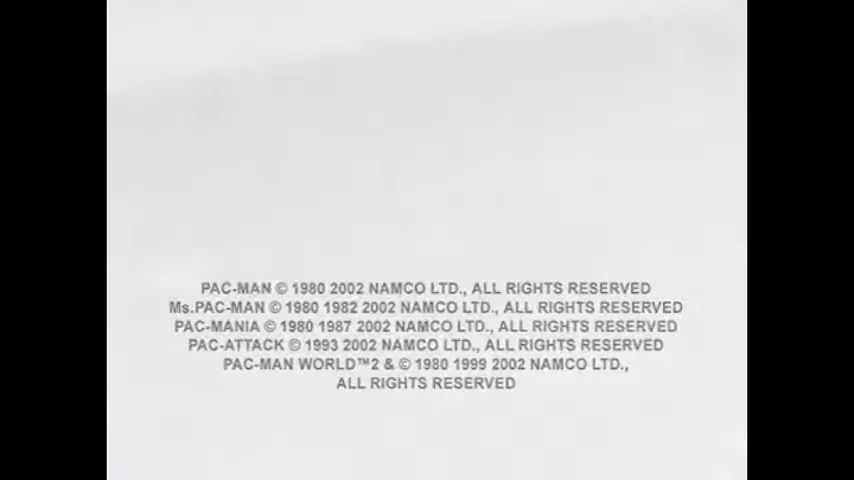 PAC-MAN © 1980 2002 NAMCO LTD., ALL RIGHTS RESERVED
Ms.PAC-MAN © 1980 1982 2002 NAMCO LTD., ALL RIGHTS RESERVED
PAC-MANIA © 1980 1987 2002 NAMCO LTD., ALL RIGHTS RESERVED
PAC-ATTACK © 1993 2002 NAMCO LTD., ALL RIGHTS RESERVED
PAC-MAN WORLD™2 & © 1980 1999 2002 NAMCO LTD.,
ALL RIGHTS RESERVED